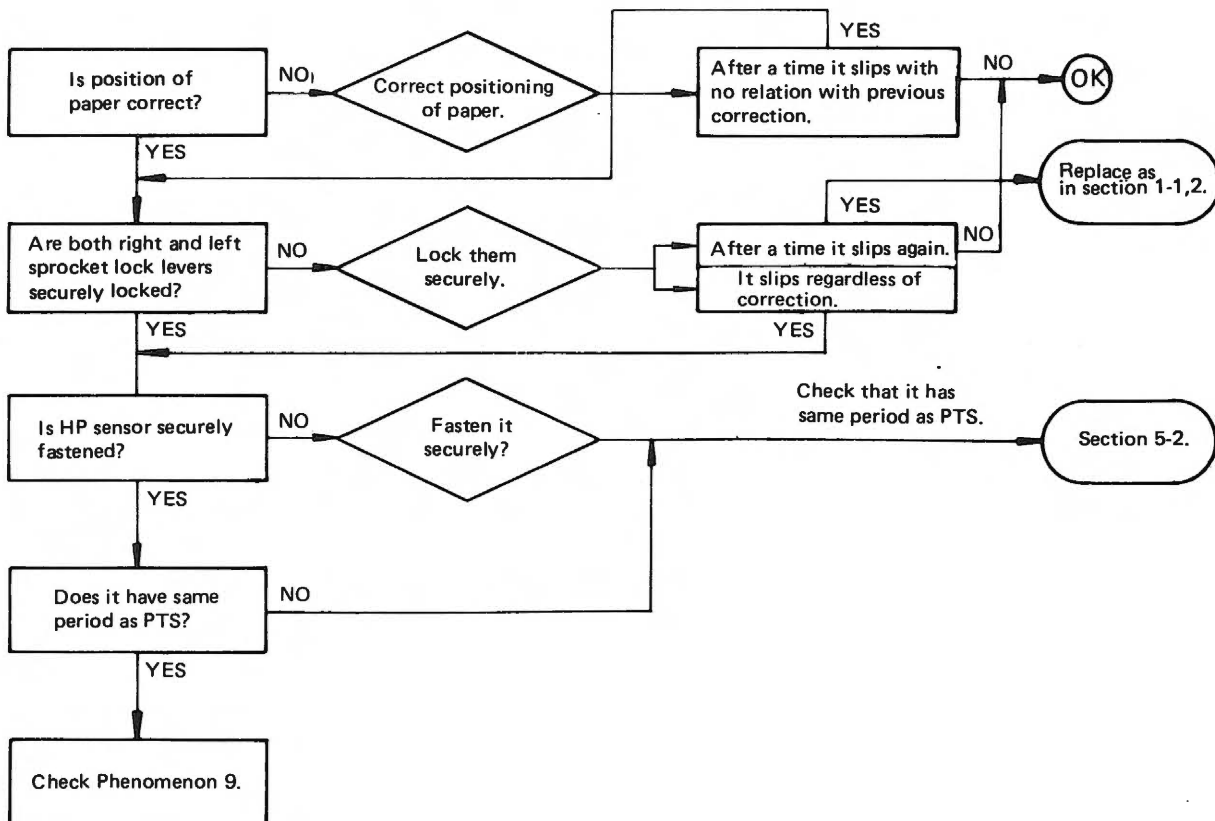 YES
Is position of
paper correct?
NO
Correct positioning
of paper.
After a time it slips with
no relation with previous
correction.
NO
OK
YES
Replace as
in section 1-1,2.
YES
Are both right and left
sprocket lock levers
securely locked?
NO
Lock them
securely.
After a time it slips again.
NO
It slips regardless of
correction.
YES
YES
Check that it has
same period as PTS.
Is HP sensor securely
fastened?
NO
Fasten it
securely?
Section 5-2.
YES
Does it have same
period as PTS?
NO
YES
Check Phenomenon 9.